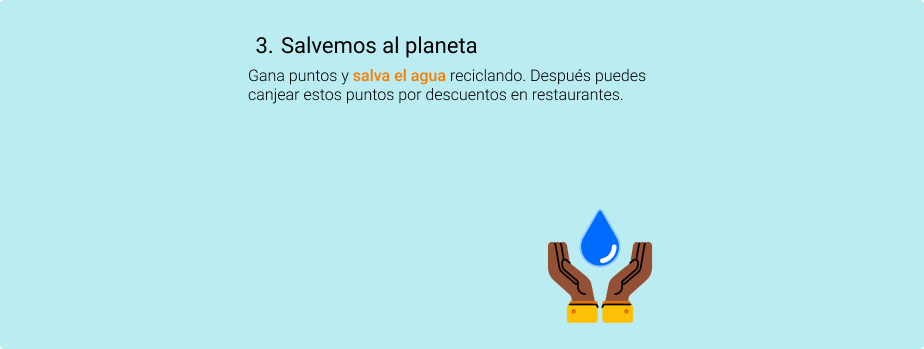 3. Salvemos al planeta
Gana puntos y salva el agua reciclando. Después puedes
canjear estos puntos por descuentos en restaurantes.